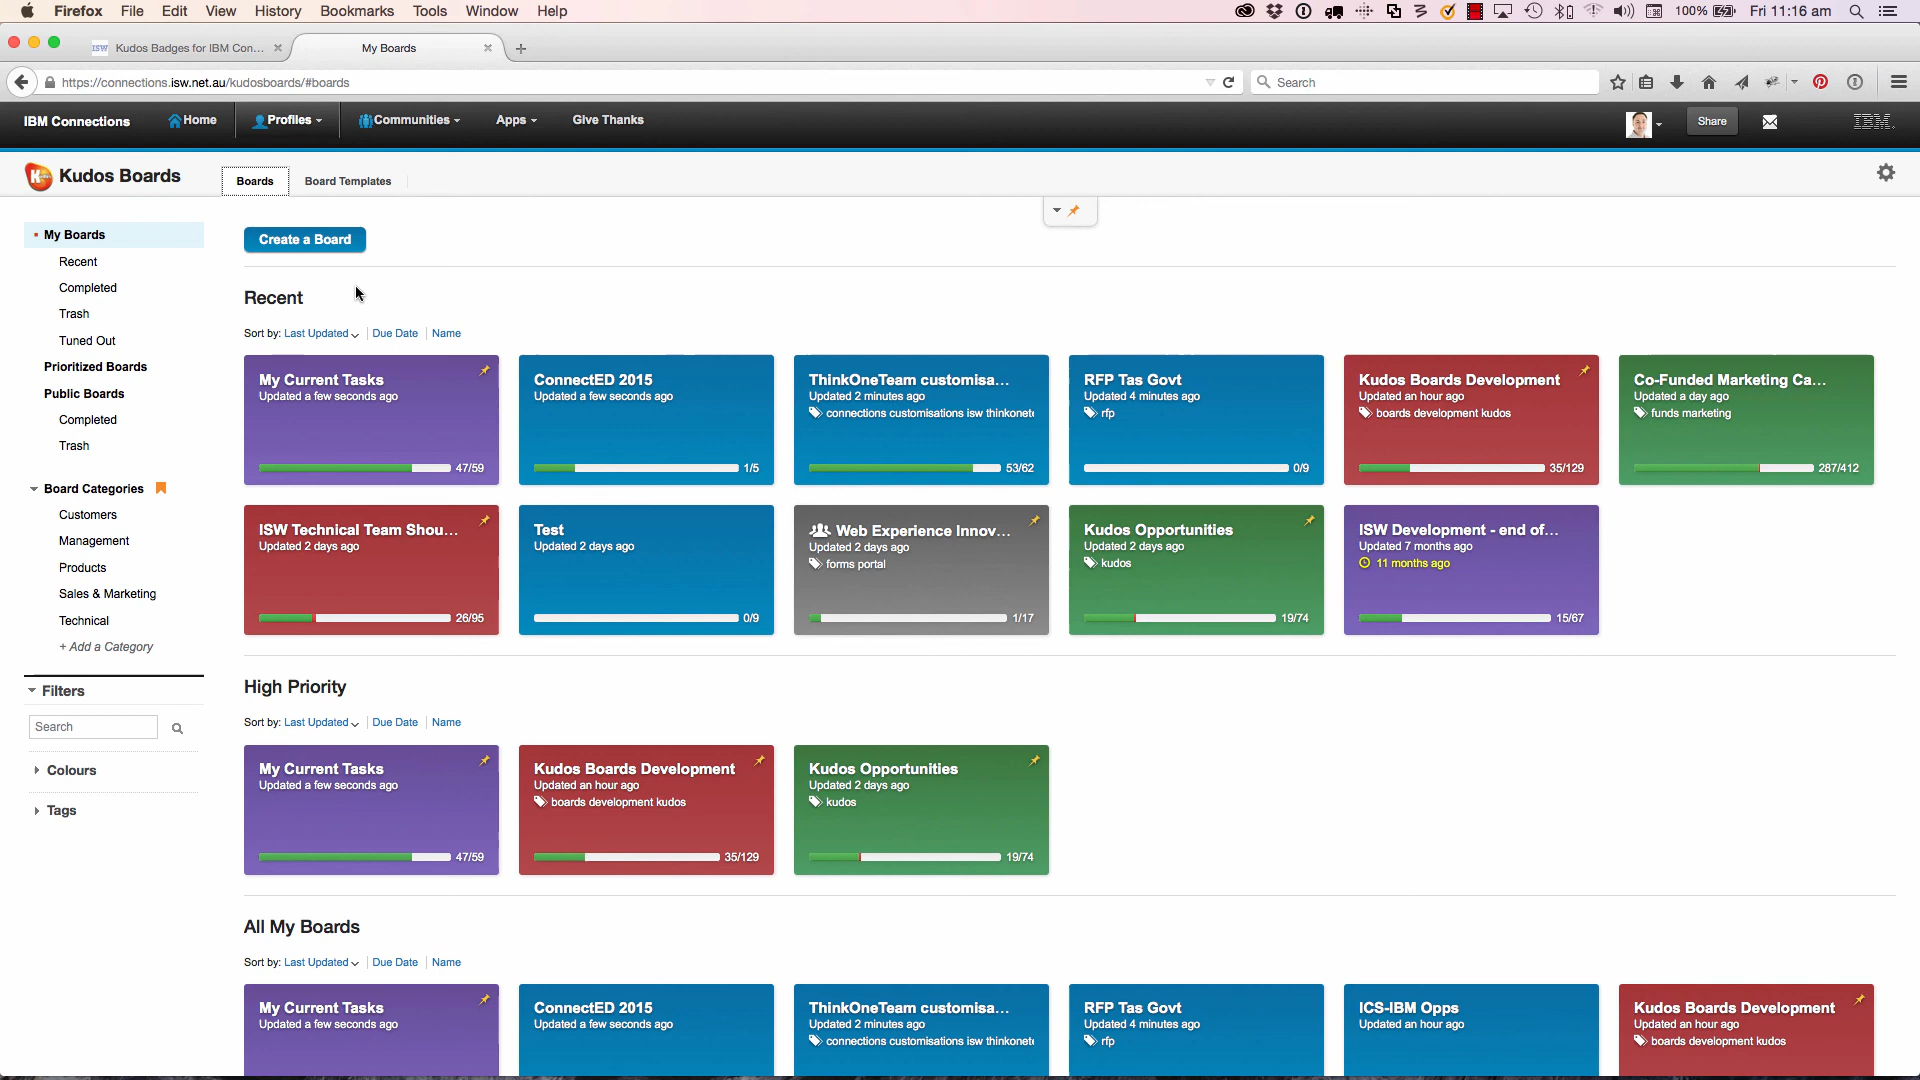 Firefox File Edit View History Bookmarks Tools Window Help 100% Fri 11:16 am
ISW Kudos Badges for IBM Con... My Boards
https://connections.isw.net.au/kudosboards/#boards Search
IBM Connections Home Profiles Communities Apps Give Thanks Share IBM.
Kudos Boards Boards Board Templates
My Boards
Recent
Completed
Trash
Tuned Out
Prioritized Boards
Public Boards
Completed
Trash
Board Categories
Customers
Management
Products
Sales & Marketing
Technical
+ Add a Category
Filters
Search
Colours
Tags
Create a Board
Recent
Sort by: Last Updated Due Date Name
My Current Tasks
Updated a few seconds ago
47/59
ConnectED 2015
Updated a few seconds ago
1/5
ThinkOneTeam customisa...
Updated 2 minutes ago
connections customisations isw thinkonete
53/62
RFP Tas Govt
Updated 4 minutes ago
rfp
0/9
Kudos Boards Development
Updated an hour ago
boards development kudos
35/129
Co-Funded Marketing Ca...
Updated a day ago
funds marketing
287/412
ISW Technical Team Shou...
Updated 2 days ago
26/95
Test
Updated 2 days ago
0/9
Web Experience Innov...
Updated 2 days ago
forms portal
1/17
Kudos Opportunities
Updated 2 days ago
kudos
19/74
ISW Development - end of...
Updated 7 months ago
11 months ago
15/67
High Priority
Sort by: Last Updated Due Date Name
My Current Tasks
Updated a few seconds ago
47/59
Kudos Boards Development
Updated an hour ago
boards development kudos
35/129
Kudos Opportunities
Updated 2 days ago
kudos
19/74
All My Boards
Sort by: Last Updated Due Date Name
My Current Tasks
Updated a few seconds ago
ConnectED 2015
Updated a few seconds ago
ThinkOneTeam customisa...
Updated 2 minutes ago
connections customisations isw thinkonete
RFP Tas Govt
Updated 4 minutes ago
rfp
ICS-IBM Opps
Updated an hour ago
Kudos Boards Development
Updated an hour ago
boards development kudos